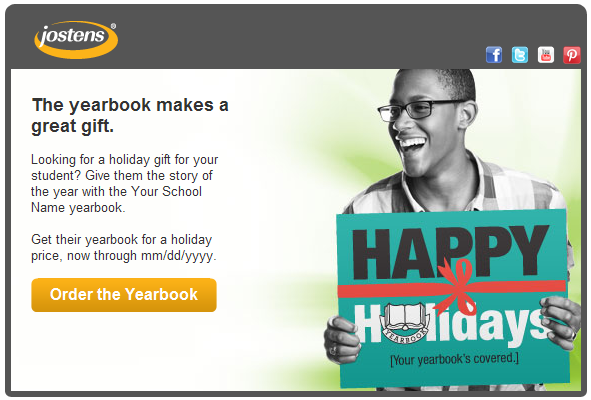 jostens®
f
t
You
Tube
P
The yearbook makes a
great gift.
Looking for a holiday gift for your
student? Give them the story of
the year with the Your School
Name yearbook.
Get their yearbook for a holiday
price, now through mm/dd/yyyy.
Order the Yearbook
HAPPY
Holidays
YEARBOOK
[Your yearbook's covered.]